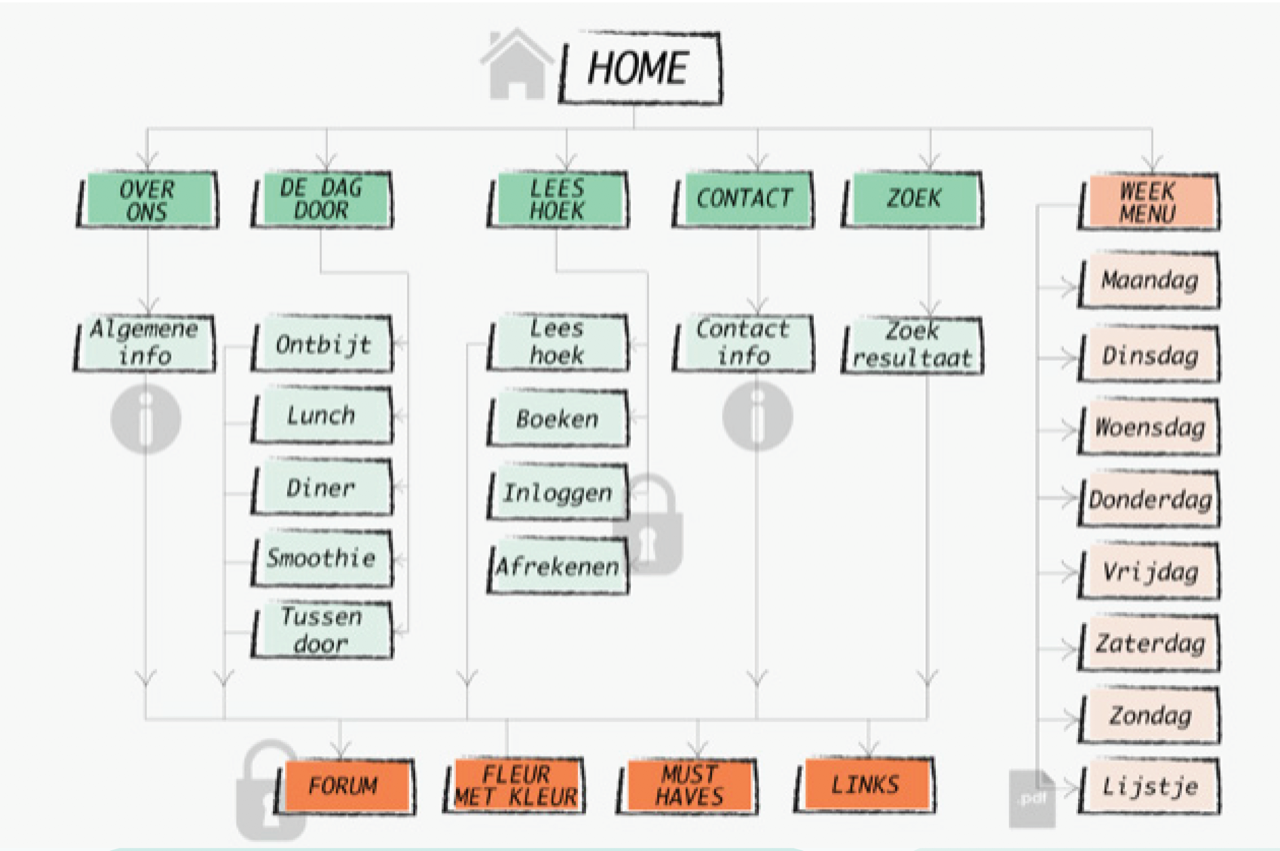 HOME
OVER
ONS
DE DAG
DOOR
LEES
HOEK
CONTACT
ZOEK
WEEK
MENU
Algemene
info
Ontbijt
Lunch
Diner
Smoothie
Tussen
door
Lees
hoek
Boeken
Inloggen
Afrekenen
Contact
info
Zoek
resultaat
Maandag
Dinsdag
Woensdag
Donderdag
Vrijdag
Zaterdag
Zondag
Lijstje
.pdf
FORUM
FLEUR
MET KLEUR
MUST
HAVES
LINKS